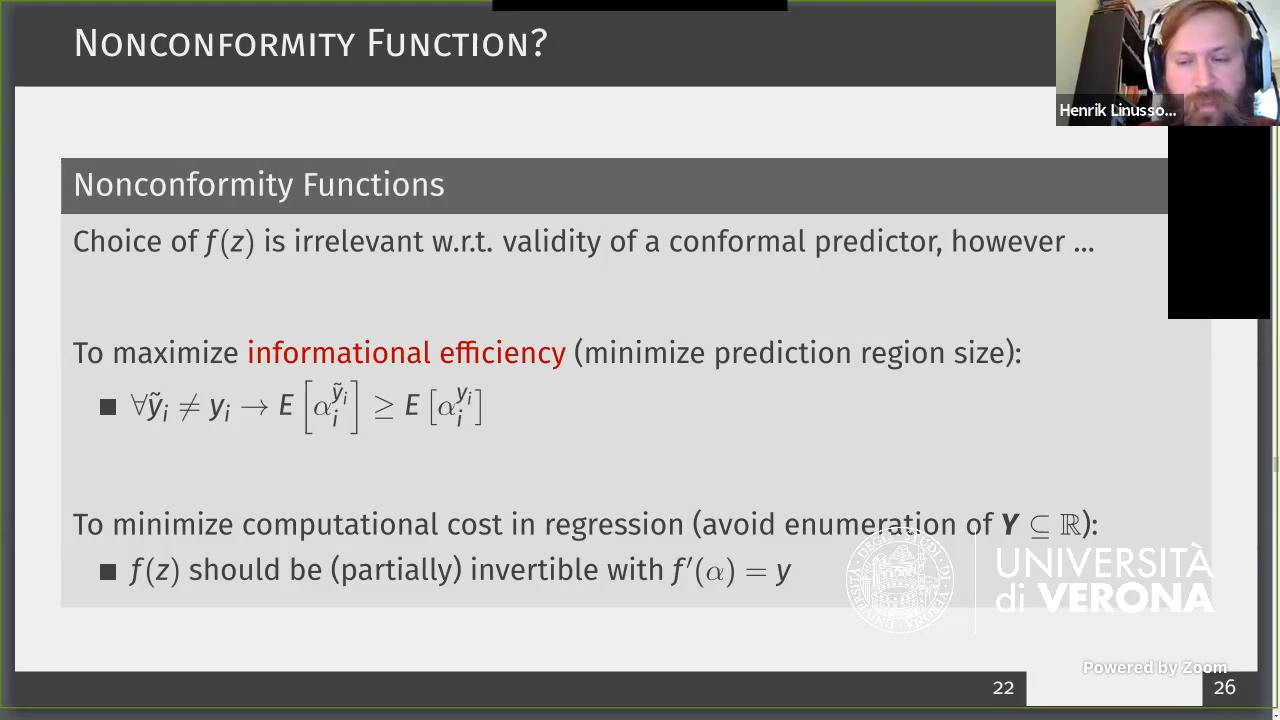 NONCONFORMITY FUNCTION?
Henrik Linusso...
Nonconformity Functions
Choice of f(z) is irrelevant w.r.t. validity of a conformal predictor, however ...
To maximize informational efficiency (minimize prediction region size):
■ ∀ỹᵢ ≠ yᵢ → E [αᵢ^ỹᵢ] ≥ E [αᵢ^yᵢ]
To minimize computational cost in regression (avoid enumeration of Y ⊆ ℝ):
■ f(z) should be (partially) invertible with f′(α) = y
UNIVERSITÀ
di VERONA
Powered by Zoom
22
26